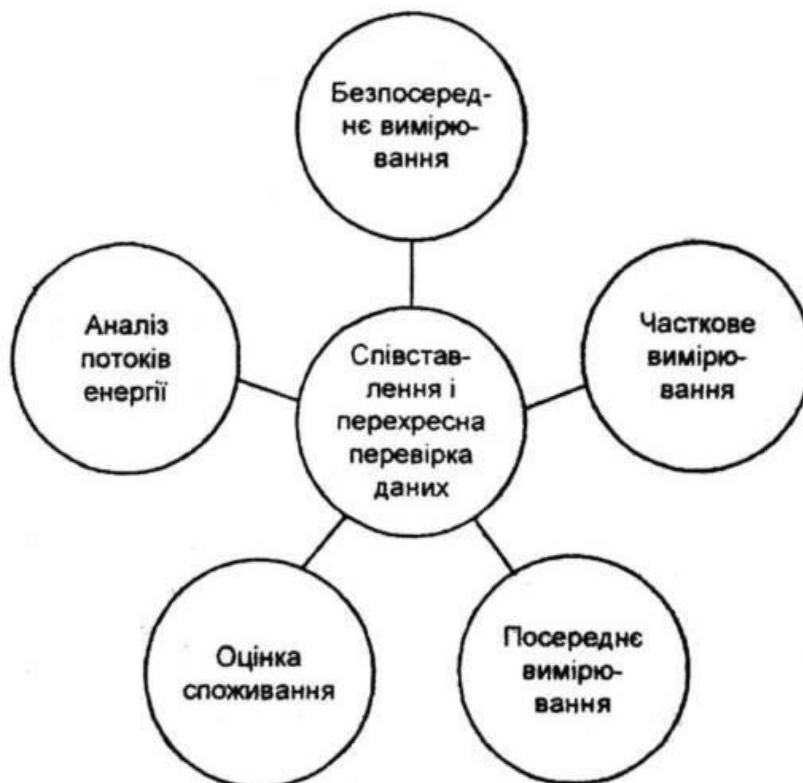 Безпосеред-
нє вимірю-
вання
Аналіз
потоків
енергії
Співстав-
лення і
перехресна
перевірка
даних
Часткове
вимірю-
вання
Оцінка
споживання
Посереднє
вимірю-
вання